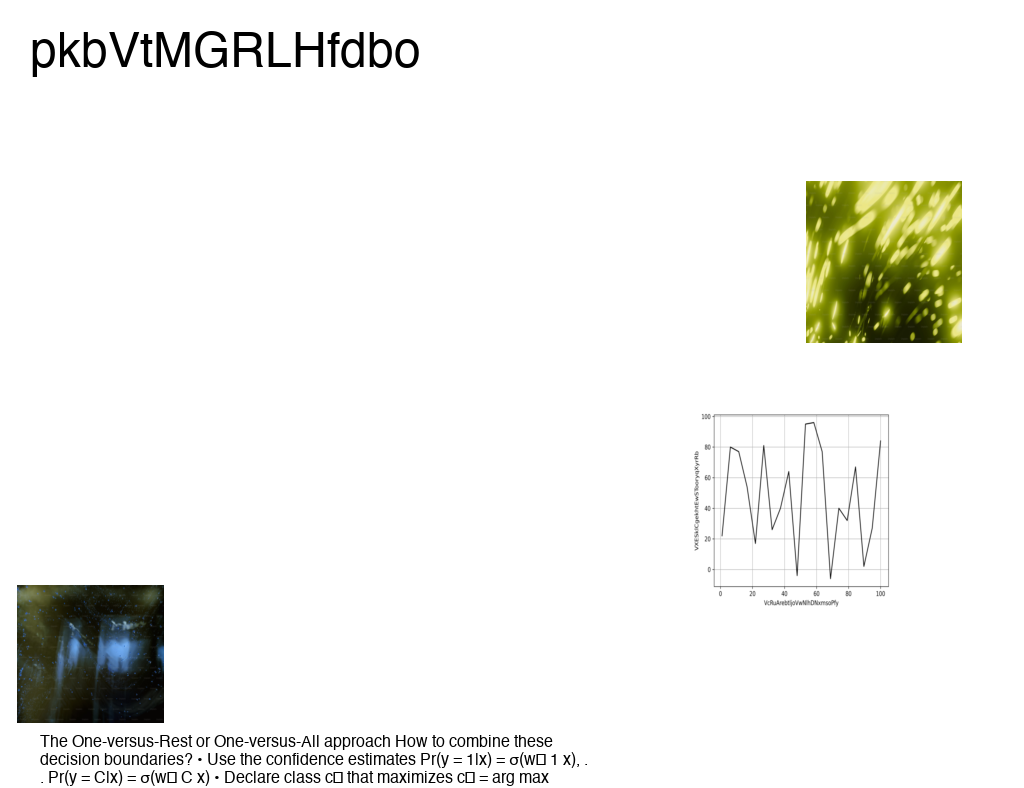 pkbVtMGRLHfdbo
100
80
60
40
20
0
0 20 40 60 80 100
The One-versus-Rest or One-versus-All approach How to combine these
decision boundaries? • Use the confidence estimates Pr(y = 1|x) = σ(w□ 1 x), .
. Pr(y = C|x) = σ(w□ C x) • Declare class c□ that maximizes c□ = arg max